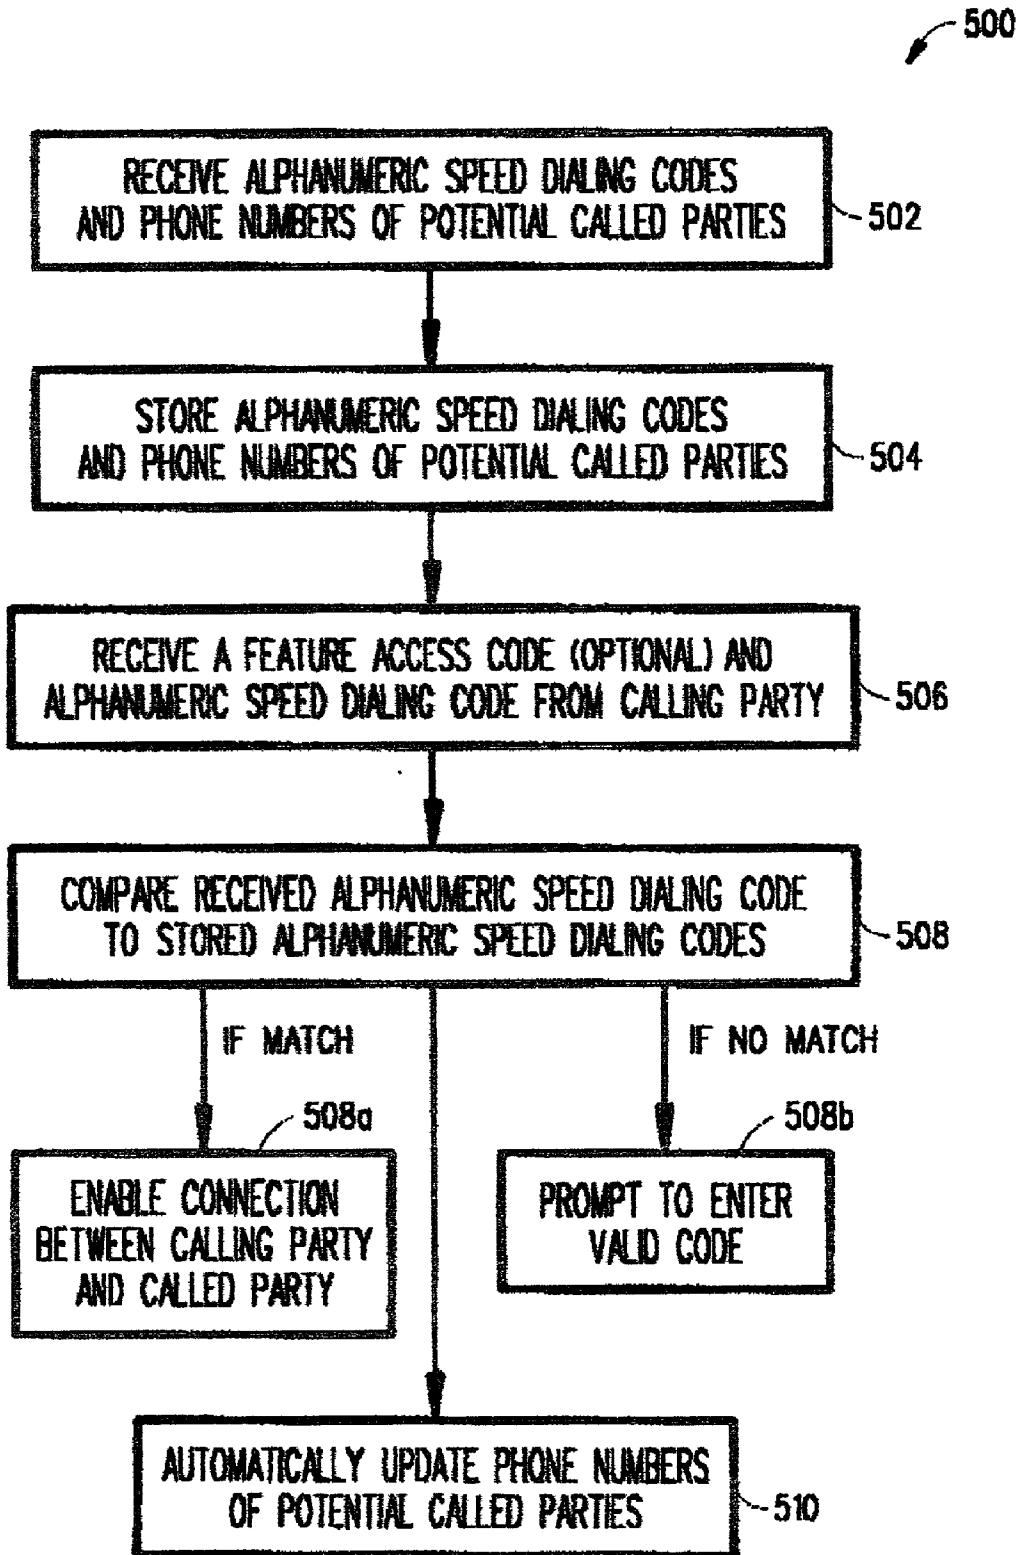 500
RECEIVE ALPHANUMERIC SPEED DIALING CODES
AND PHONE NUMBERS OF POTENTIAL CALLED PARTIES
502
STORE ALPHANUMERIC SPEED DIALING CODES
AND PHONE NUMBERS OF POTENTIAL CALLED PARTIES
504
RECEIVE A FEATURE ACCESS CODE (OPTIONAL) AND
ALPHANUMERIC SPEED DIALING CODE FROM CALLING PARTY
506
COMPARE RECEIVED ALPHANUMERIC SPEED DIALING CODE
TO STORED ALPHANUMERIC SPEED DIALING CODES
508
IF MATCH
IF NO MATCH
508a
508b
ENABLE CONNECTION
BETWEEN CALLING PARTY
AND CALLED PARTY
PROMPT TO ENTER
VALID CODE
AUTOMATICALLY UPDATE PHONE NUMBERS
OF POTENTIAL CALLED PARTIES
510